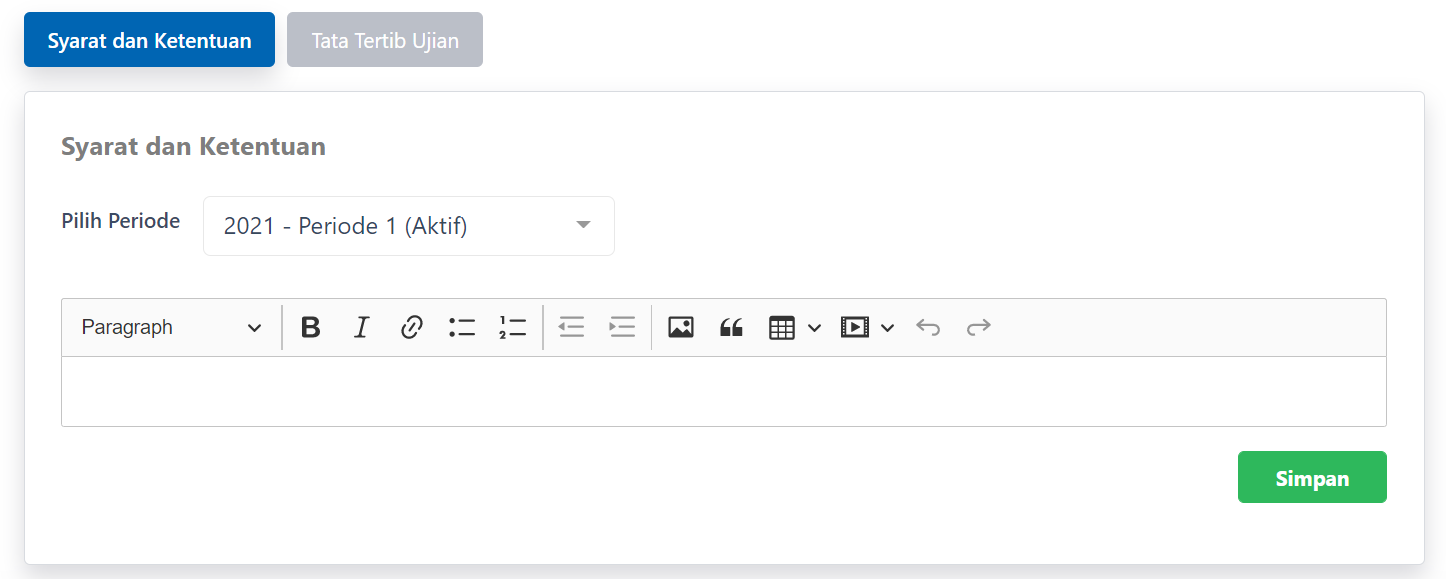 Syarat dan Ketentuan
Tata Tertib Ujian
Syarat dan Ketentuan
Pilih Periode
2021 - Periode 1 (Aktif)
Paragraph
Simpan